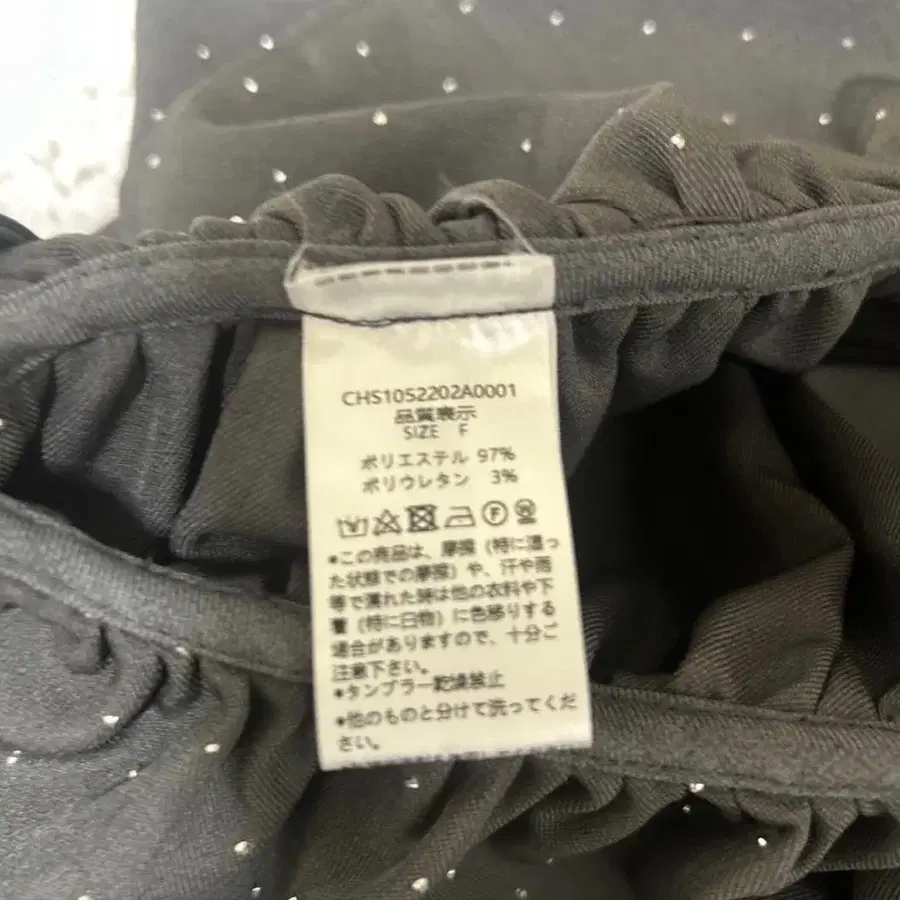 CHS1052202A0001
品質表示
SIZE F
ポリエステル 97%
ポリウレタン 3%
•この商品は、摩擦（特に湿っ
た状態での摩擦）や、汗や雨
等で濡れた時は他の衣料や下
着（特に白物）に色移りする
場合がありますので、十分ご
注意下さい。
•タンブラー乾燥禁止
•他のものと分けて洗ってくだ
さい。